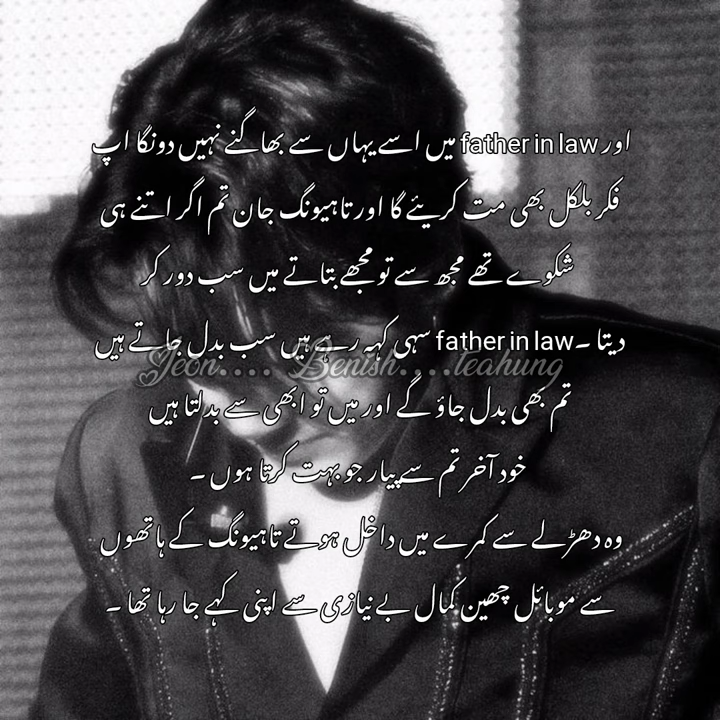 اور father in law میں اسے یہاں سے بھاگنے نہیں دونگا اپ
فکر بلکل بھی مت کریئے گا اور تاہیونگ جان تم اگر اتنے ہی
شکوے تھے مجھ سے تو مجھے بتاتے میں سب دور کر
دیتا ۔father in law سہی کہہ رہے ہیں سب بدل جاتے ہیں
Jeon.... Benish....teahung
تم بھی بدل جاؤ گے اور میں تو ابھی سے بدلتا ہیں
خود آخر تم سے پیار جو بہت کرتا ہوں ۔
وہ دھڑلے سے کمرے میں داخل ہوتے تاہیونگ کے ہاتھوں
سے موبائل چھین کمال بے نیازی سے اپنی کہے جا رہا تھا ۔